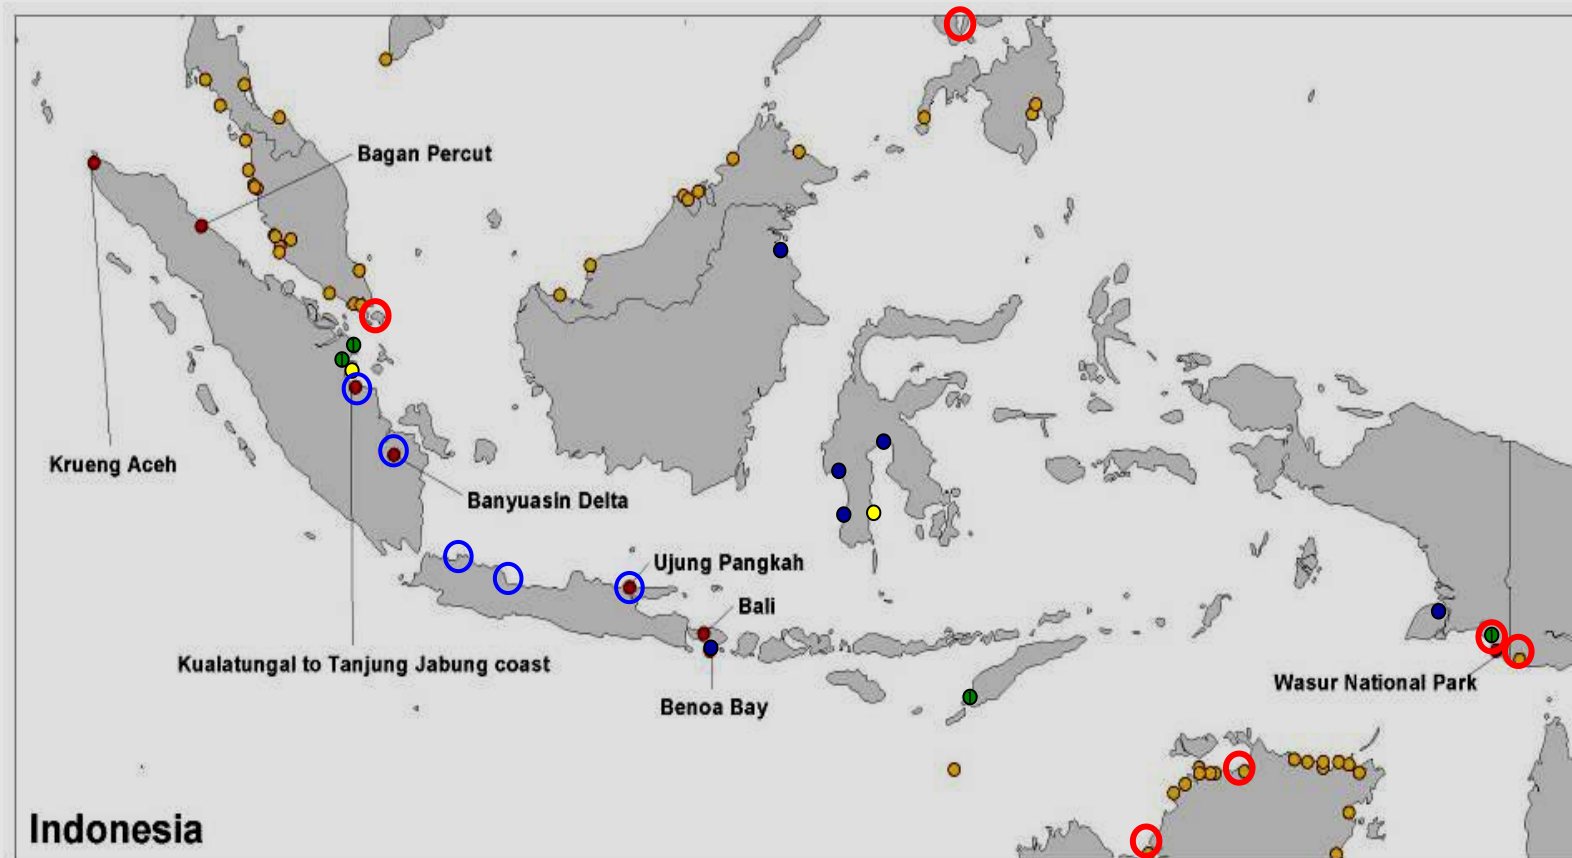 Bagan Percut
Krueng Aceh
Banyuasin Delta
Ujung Pangkah
Bali
Kualatungal to Tanjung Jabung coast
Wasur National Park
Benoa Bay
Indonesia